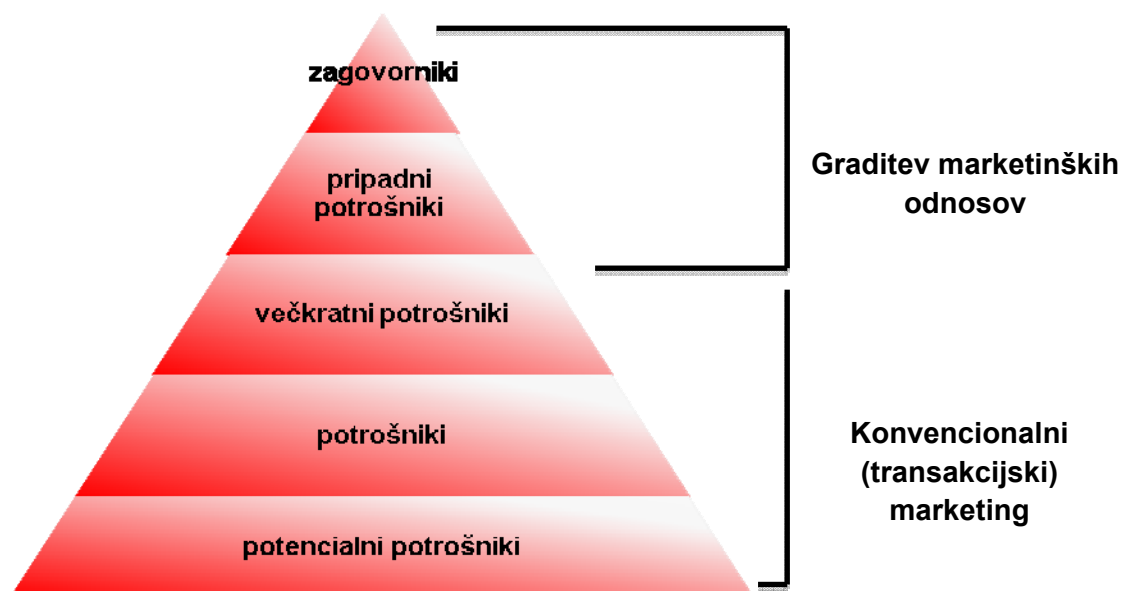 zagovorniki
pripadni
potrošniki
večkratni potrošniki
potrošniki
potencialni potrošniki
Graditev marketinških
odnosov
Konvencionalni
(transakcijski)
marketing